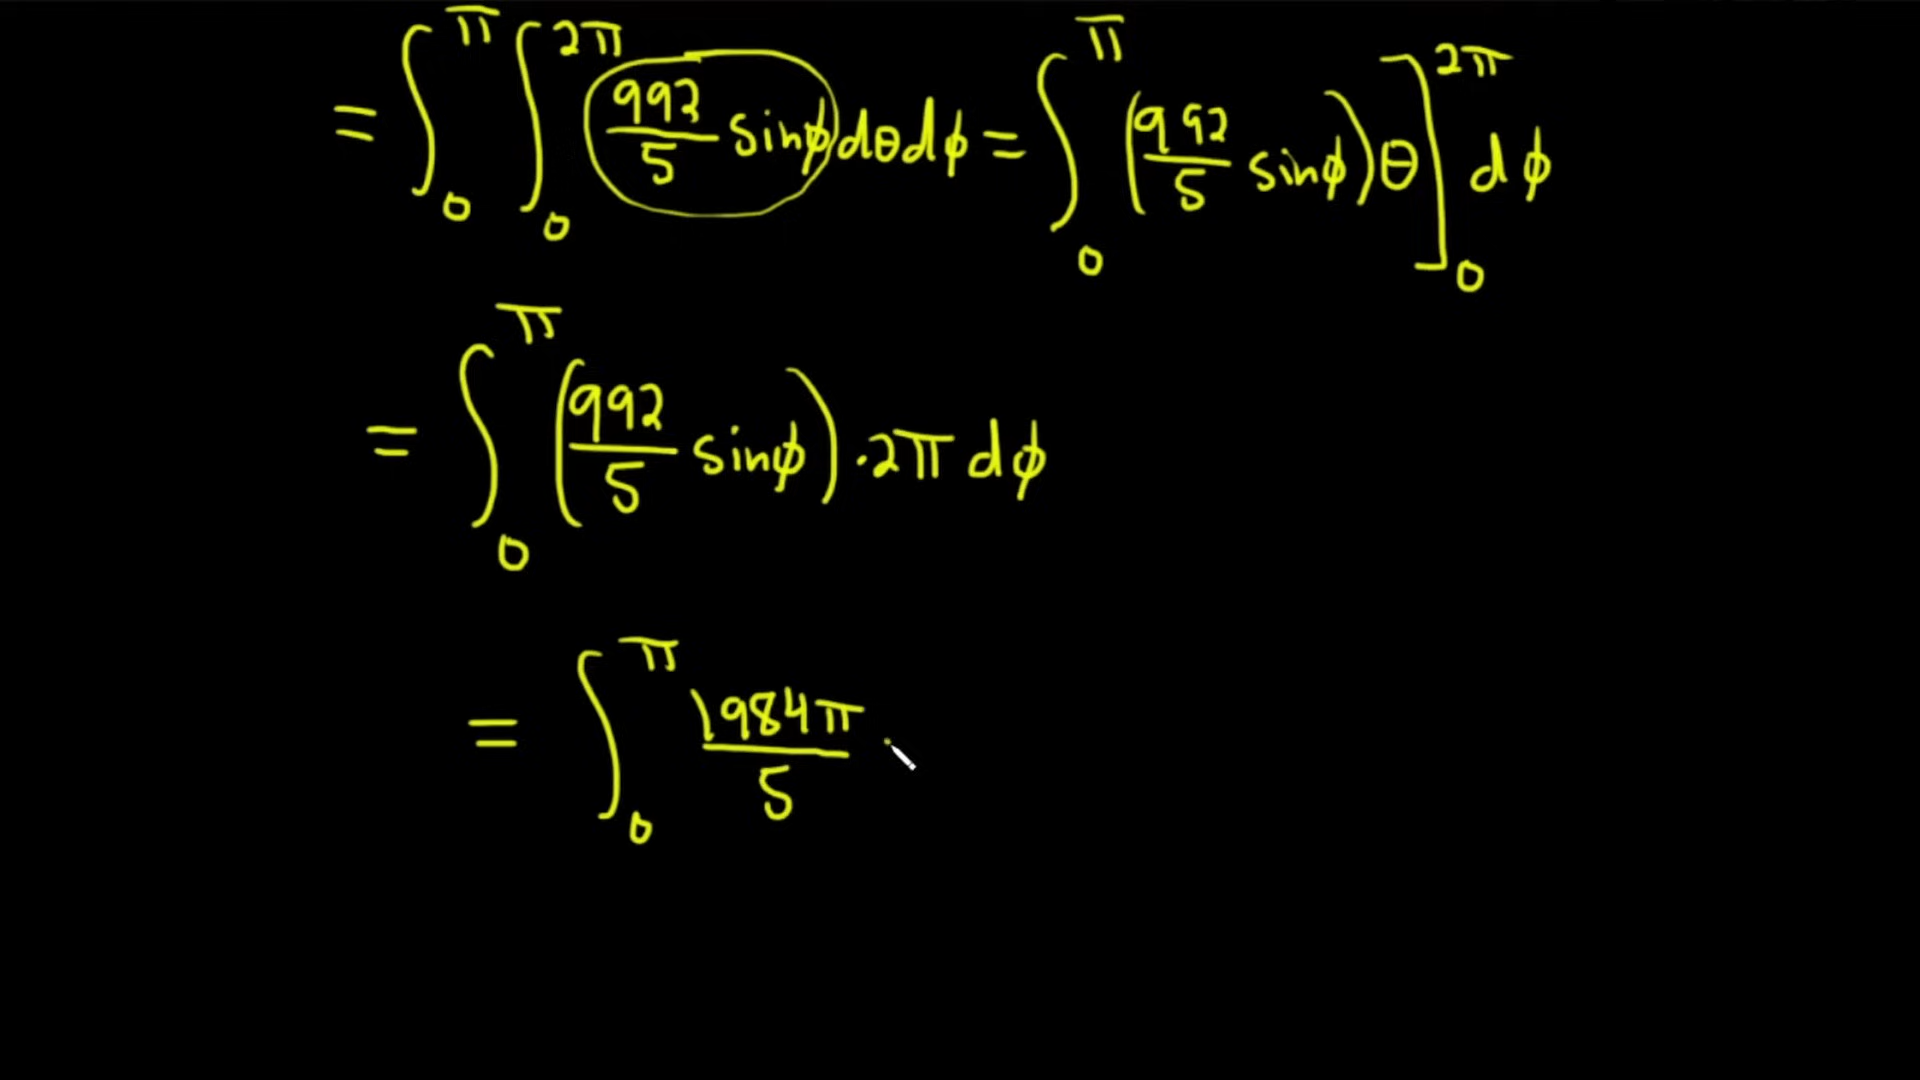 = ∫₀^π ∫₀^2π 992/5 sinϕ dθ dϕ = ∫₀^π (992/5 sinϕ) θ ]₀^2π dϕ
= ∫₀^π (992/5 sinϕ) · 2π dϕ
= ∫₀^π 1984π/5 ·